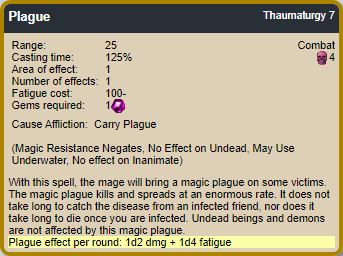 Plague Thaumaturgy 7
Range: 25 Combat
Casting time: 125% 4
Area of effect: 1
Number of effects: 1
Fatigue cost: 100-
Gems required: 1
Cause Affliction: Carry Plague
(Magic Resistance Negates, No Effect on Undead, May Use
Underwater, No effect on Inanimate)
With this spell, the mage will bring a magic plague on some victims.
The magic plague kills and spreads at an enormous rate. It does not
take long to catch the disease from an infected friend, nor does it
take long to die once you are infected. Undead beings and demons
are not affected by this magic plague.
Plague effect per round: 1d2 dmg + 1d4 fatigue